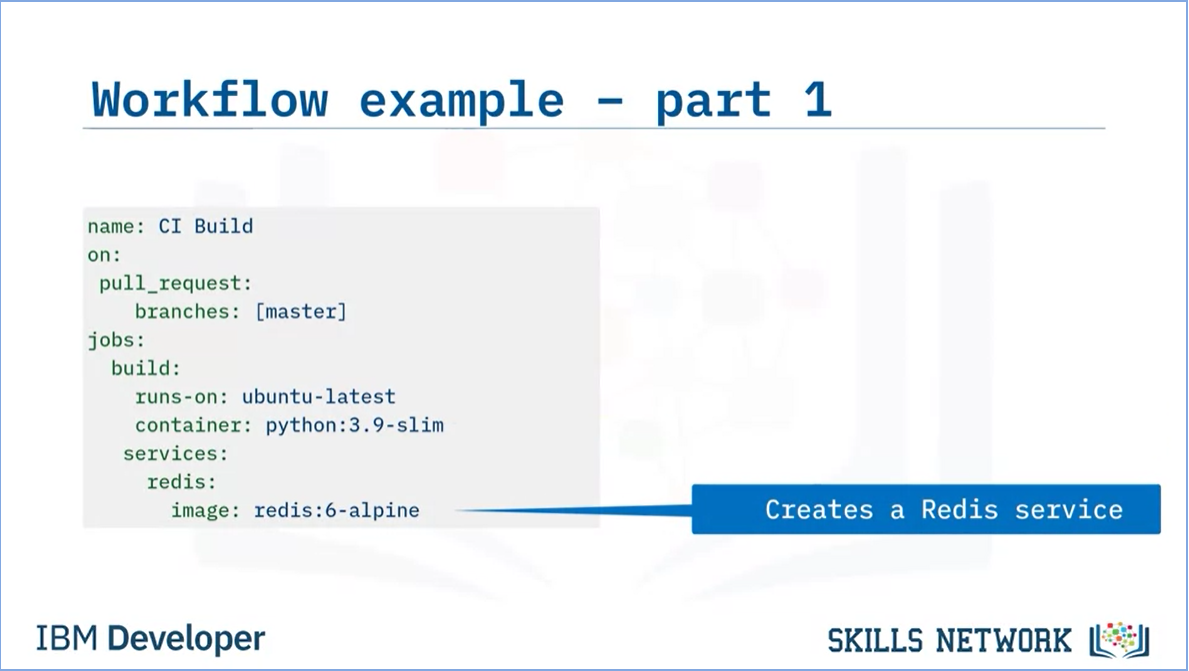 Workflow example – part 1
name: CI Build
on:
 pull_request:
    branches: [master]
jobs:
  build:
    runs-on: ubuntu-latest
    container: python:3.9-slim
   services:
     redis:
       image: redis:6-alpine
Creates a Redis service
IBM Developer
SKILLS NETWORK